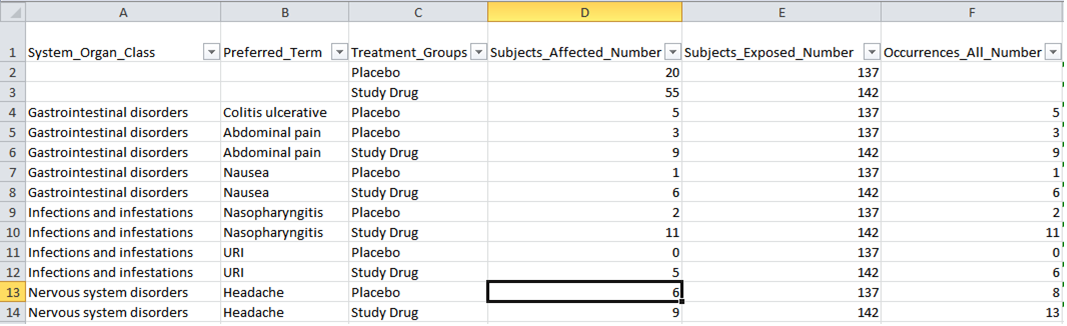 A B C D E F
1 System_Organ_Class Preferred_Term Treatment_Groups Subjects_Affected_Number Subjects_Exposed_Number Occurrences_All_Number
2 Placebo 20 137
3 Study Drug 55 142
4 Gastrointestinal disorders Colitis ulcerative Placebo 5 137 5
5 Gastrointestinal disorders Abdominal pain Placebo 3 137 3
6 Gastrointestinal disorders Abdominal pain Study Drug 9 142 9
7 Gastrointestinal disorders Nausea Placebo 1 137 1
8 Gastrointestinal disorders Nausea Study Drug 6 142 6
9 Infections and infestations Nasopharyngitis Placebo 2 137 2
10 Infections and infestations Nasopharyngitis Study Drug 11 142 11
11 Infections and infestations URI Placebo 0 137 0
12 Infections and infestations URI Study Drug 5 142 6
13 Nervous system disorders Headache Placebo 6 137 8
14 Nervous system disorders Headache Study Drug 9 142 13